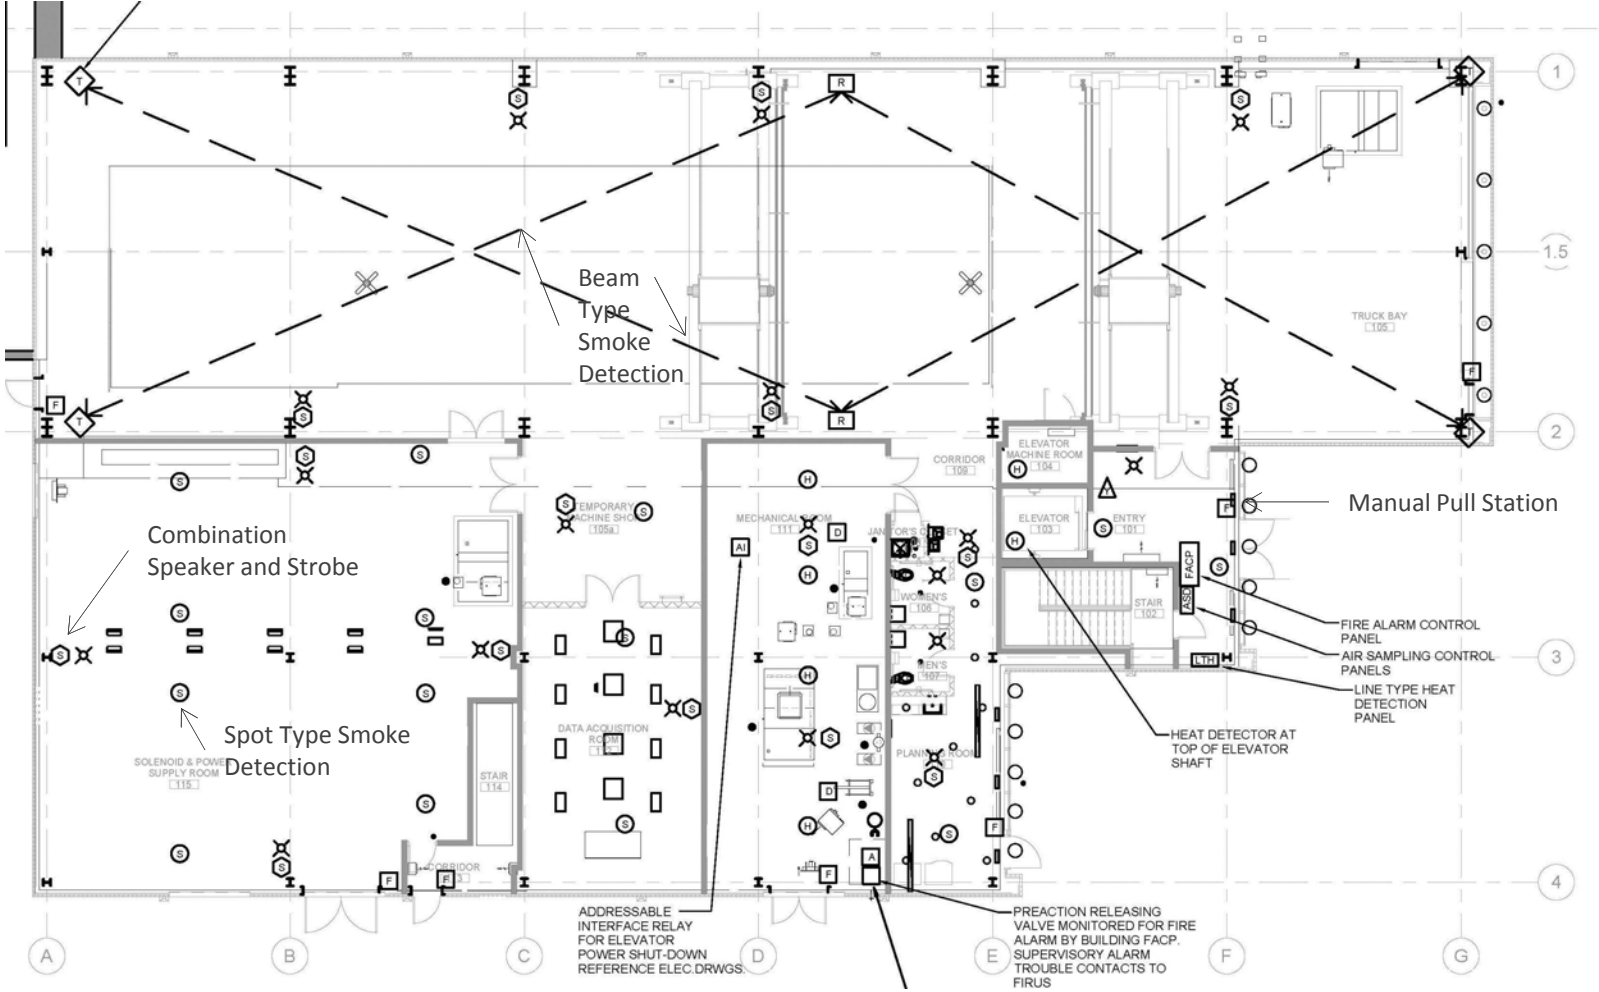 1
T
S
S
R
S
T
1.5
Beam
Type
Smoke
Detection
TRUCK BAY
105
F
F
T
S
S
R
S
T
2
S
S
S
ELEVATOR
MACHINE ROOM
104
H
CORRIDOR
109
H
S
TEMPORARY
MACHINE SHOP
105a
S
MECHANICAL ROOM
111
D
S
AI
H
ELEVATOR
103
H
ENTRY
101
S
F
Manual Pull Station
JANITOR'S CLOSET
S
S
FACP
ASD
S
Combination
Speaker and Strobe
S
S
WOMEN'S
106
STAIR
102
FIRE ALARM CONTROL
PANEL
AIR SAMPLING CONTROL
PANELS
LINE TYPE HEAT
DETECTION
PANEL
LTH
3
S
S
S
H
MEN'S
107
S
S
S
Spot Type Smoke
Detection
SOLENOID & POWER
SUPPLY ROOM
115
DATA ACQUISITION
ROOM
S
PLANNING ROOM
S
HEAT DETECTOR AT
TOP OF ELEVATOR
SHAFT
STAIR
114
S
S
D
H
S
F
S
S
A
F
CORRIDOR
F
F
4
ADDRESSABLE
INTERFACE RELAY
FOR ELEVATOR
POWER SHUT-DOWN
REFERENCE ELEC.DRWGS.
PREACTION RELEASING
VALVE MONITORED FOR FIRE
ALARM BY BUILDING FACP.
SUPERVISORY ALARM
TROUBLE CONTACTS TO
FIRUS
A
B
C
D
E
F
G